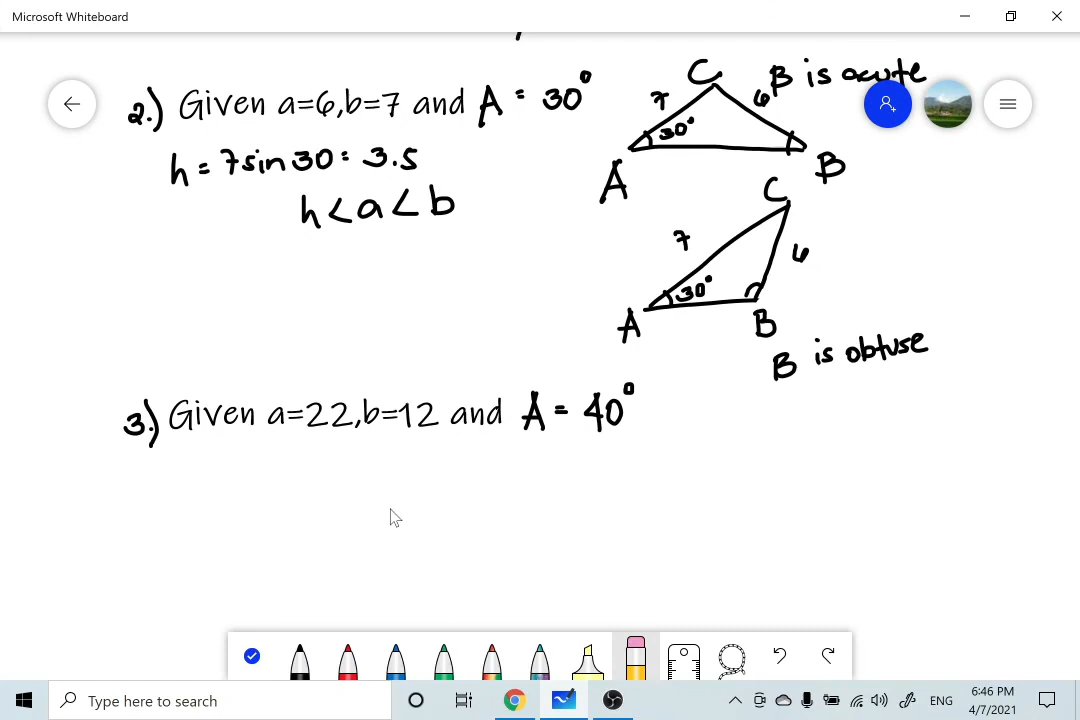 Microsoft Whiteboard
2.) Given a=6,b=7 and A = 30°
h = 7sin30 = 3.5
h < a < b
C
B is acute
7
6
30°
A
B
C
7
6
30°
A
B
B is obtuse
3.) Given a=22,b=12 and A = 40°
Type here to search
ENG
6:46 PM
4/7/2021